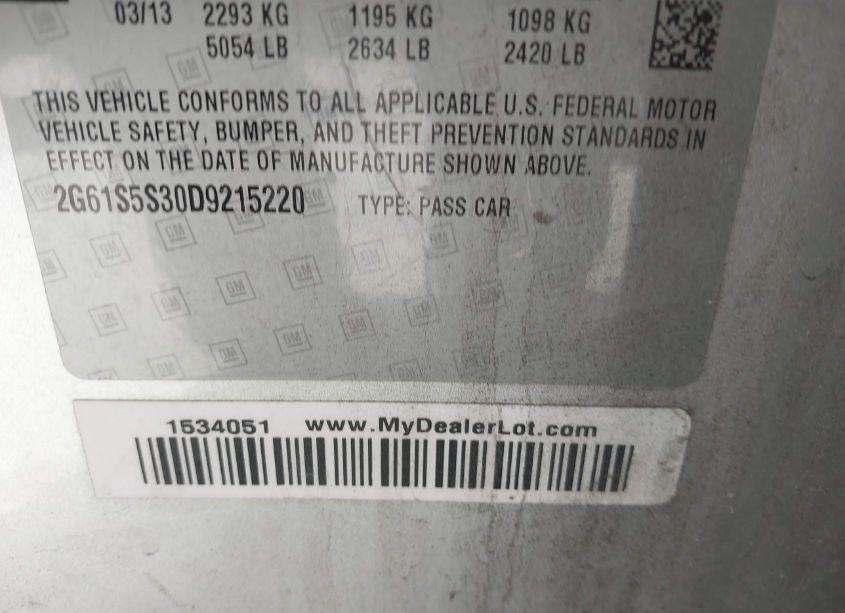 03/13 2293 KG 1195 KG 1098 KG
5054 LB 2634 LB 2420 LB
THIS VEHICLE CONFORMS TO ALL APPLICABLE U.S. FEDERAL MOTOR
VEHICLE SAFETY, BUMPER, AND THEFT PREVENTION STANDARDS IN
EFFECT ON THE DATE OF MANUFACTURE SHOWN ABOVE.
2G61S5S30D9215220 TYPE: PASS CAR
1534051 www.MyDealerLot.com